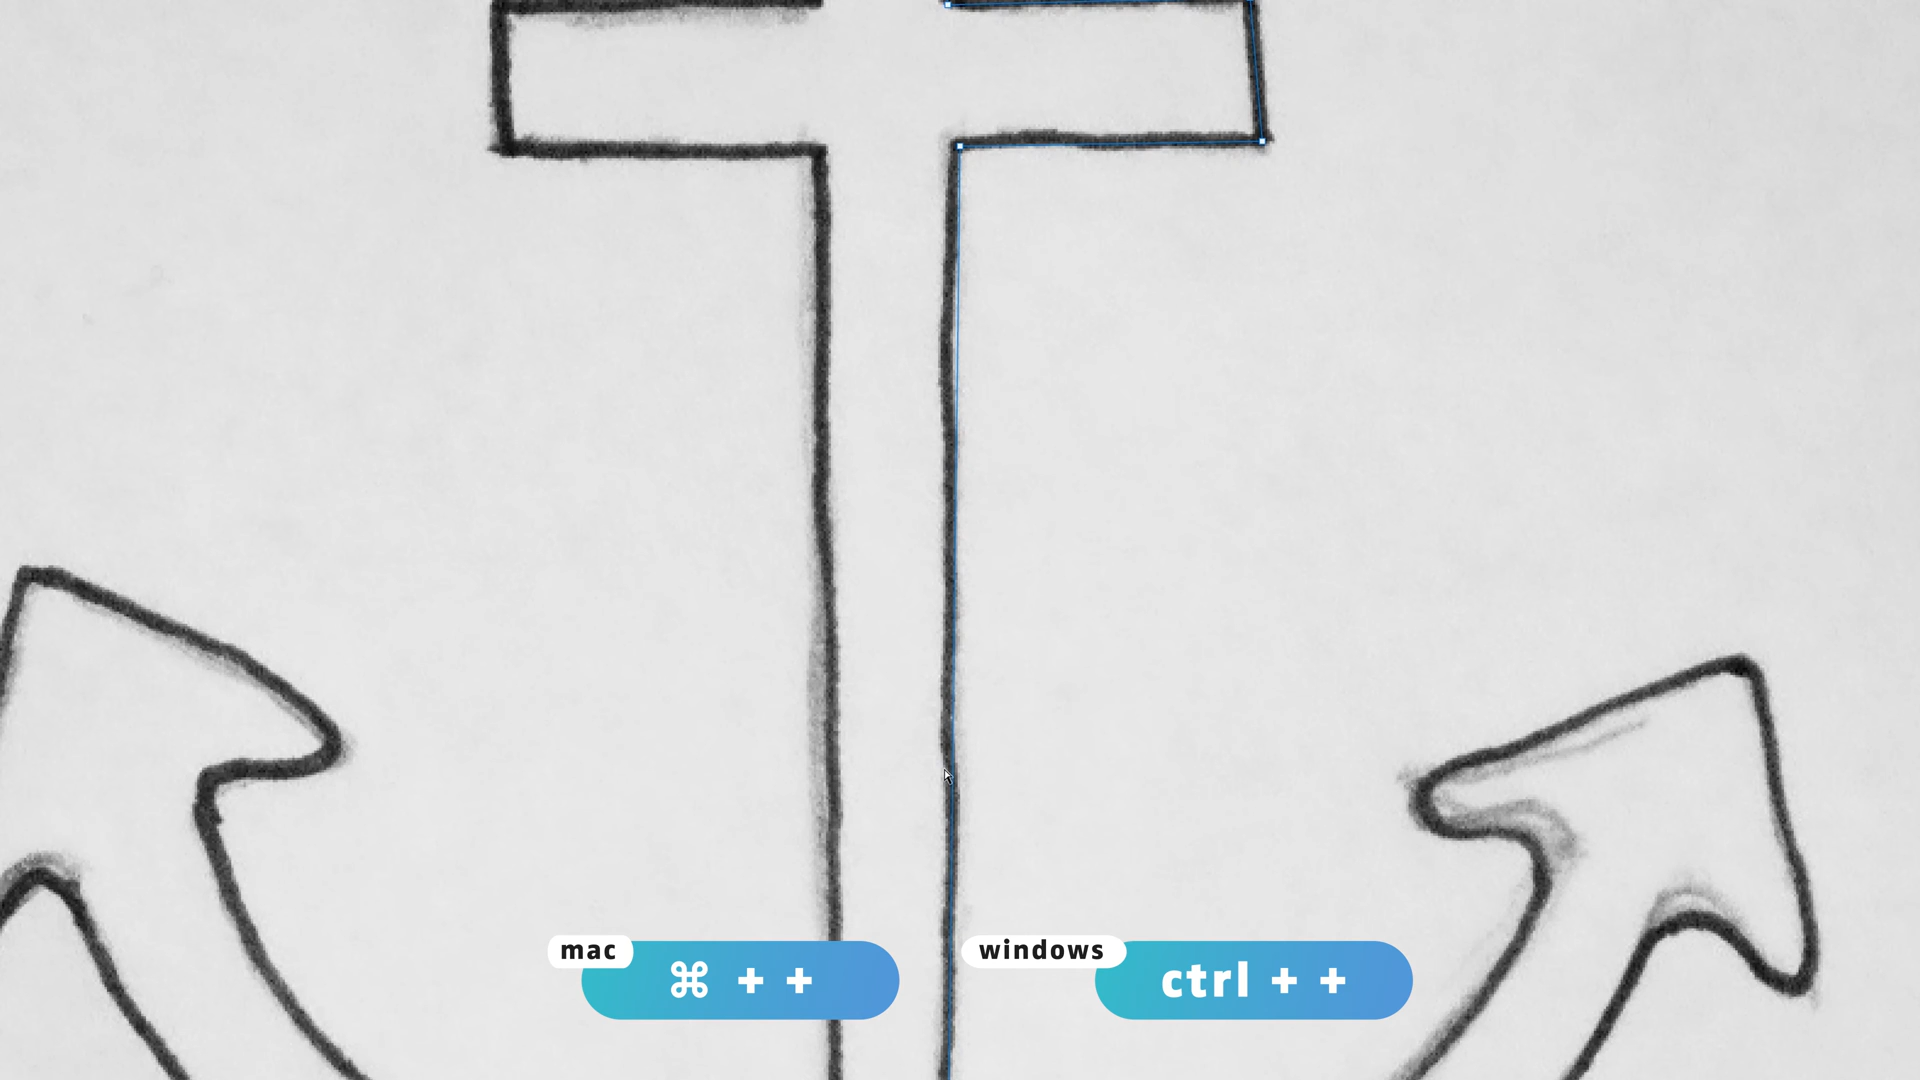 mac
⌘ + +
windows
ctrl + +